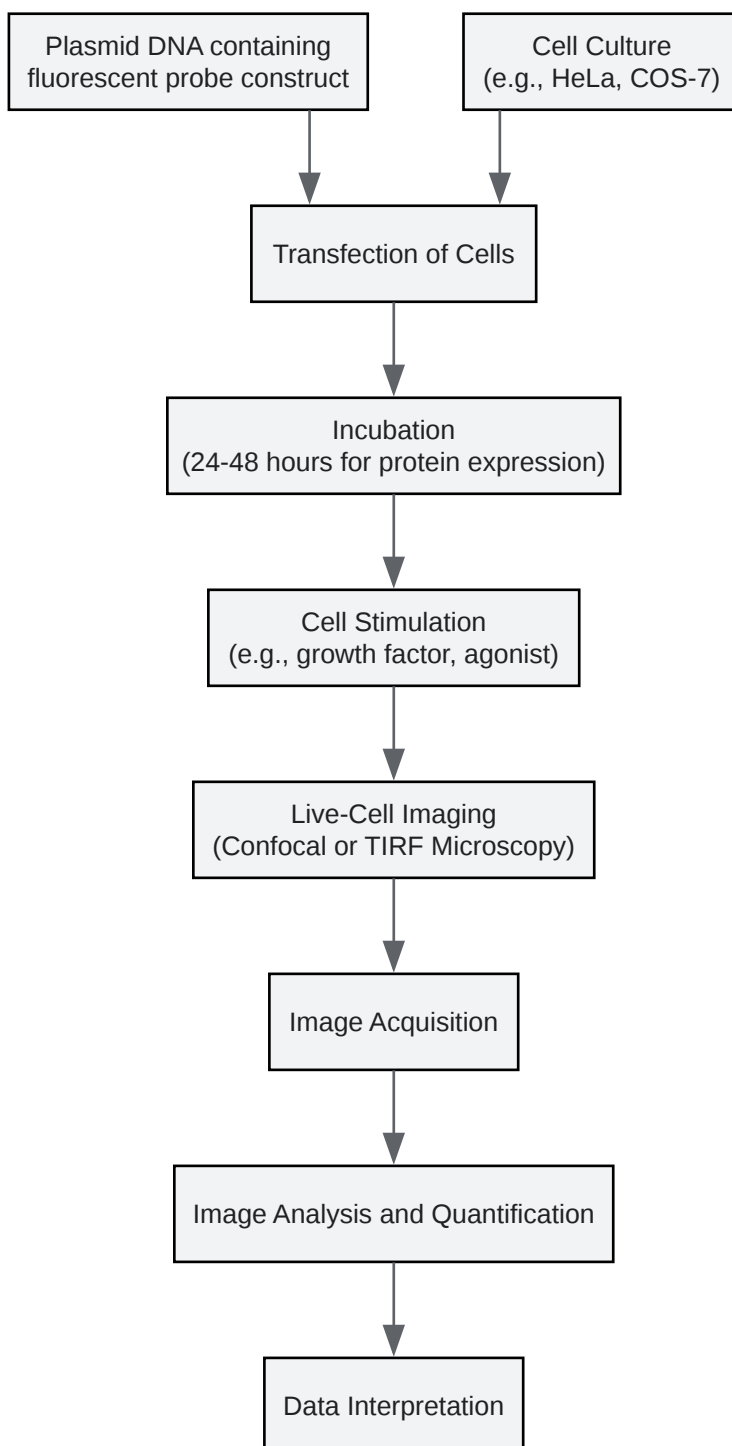 Plasmid DNA containing
fluorescent probe construct
Cell Culture
(e.g., HeLa, COS-7)
Transfection of Cells
Incubation
(24-48 hours for protein expression)
Cell Stimulation
(e.g., growth factor, agonist)
Live-Cell Imaging
(Confocal or TIRF Microscopy)
Image Acquisition
Image Analysis and Quantification
Data Interpretation